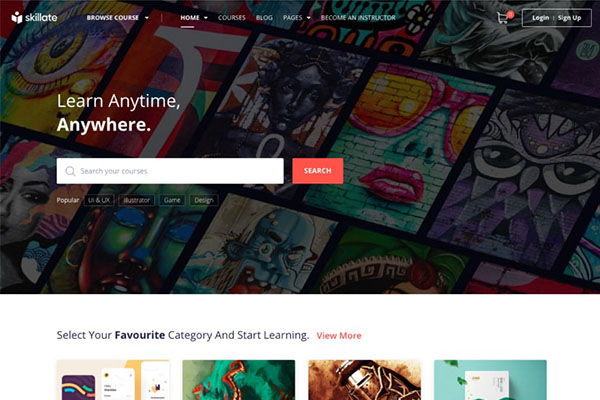 skillate
BROWSE COURSE
HOME
COURSES
BLOG
PAGES
BECOME AN INSTRUCTOR
Login
Sign Up
Learn Anytime,
Anywhere.
Search your courses
SEARCH
Popular
UI & UX
illustrator
Game
Design
Select Your Favourite Category And Start Learning.
View More